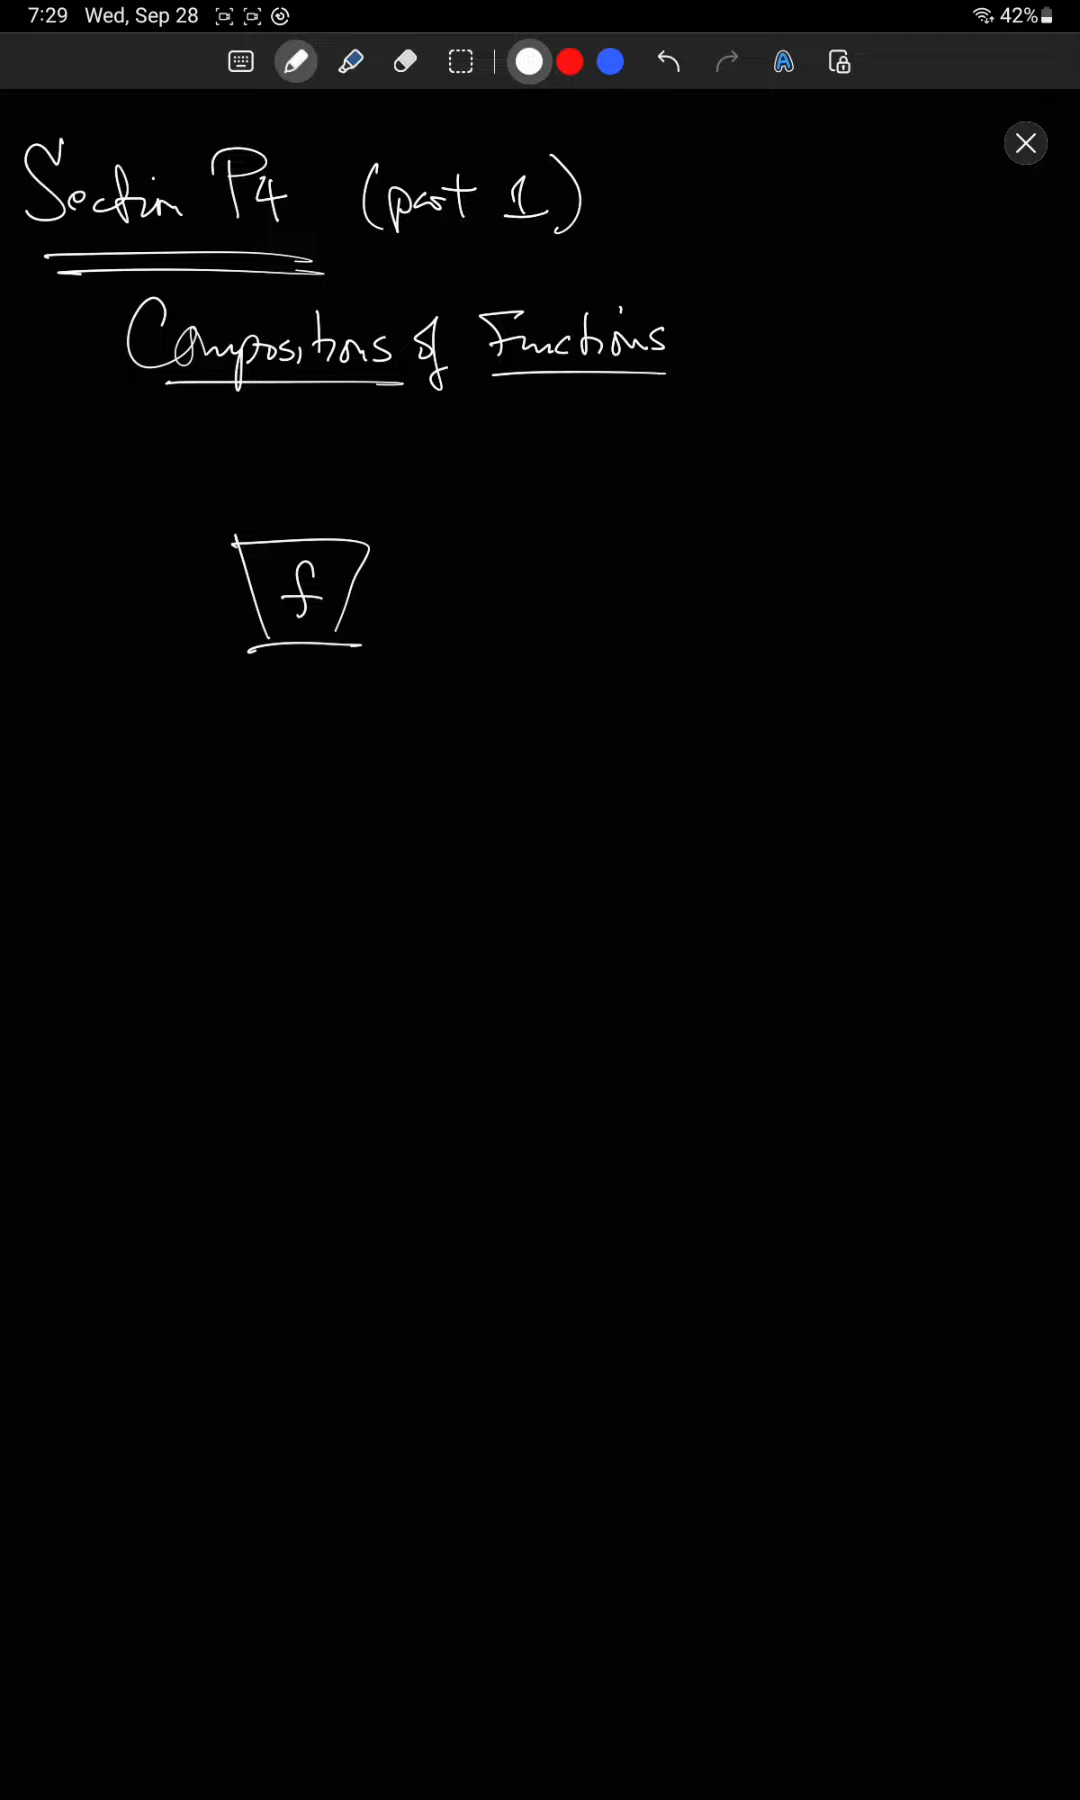 7:29 Wed, Sep 28 42%
Section P4 (part 1)
Compositions of Functions
f